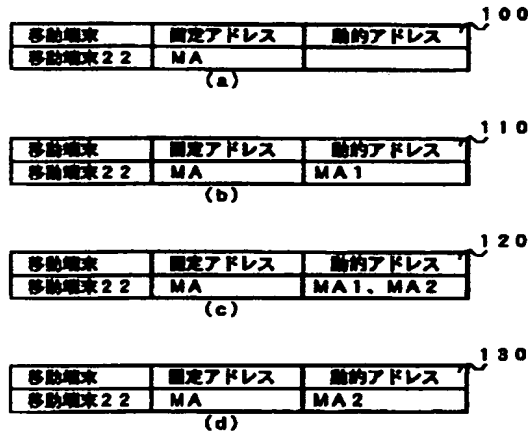 100
移動端末 固定アドレス 動的アドレス
移動端末22 MA
(a)
110
移動端末 固定アドレス 動的アドレス
移動端末22 MA MA1
(b)
120
移動端末 固定アドレス 動的アドレス
移動端末22 MA MA1、MA2
(c)
130
移動端末 固定アドレス 動的アドレス
移動端末22 MA MA2
(d)